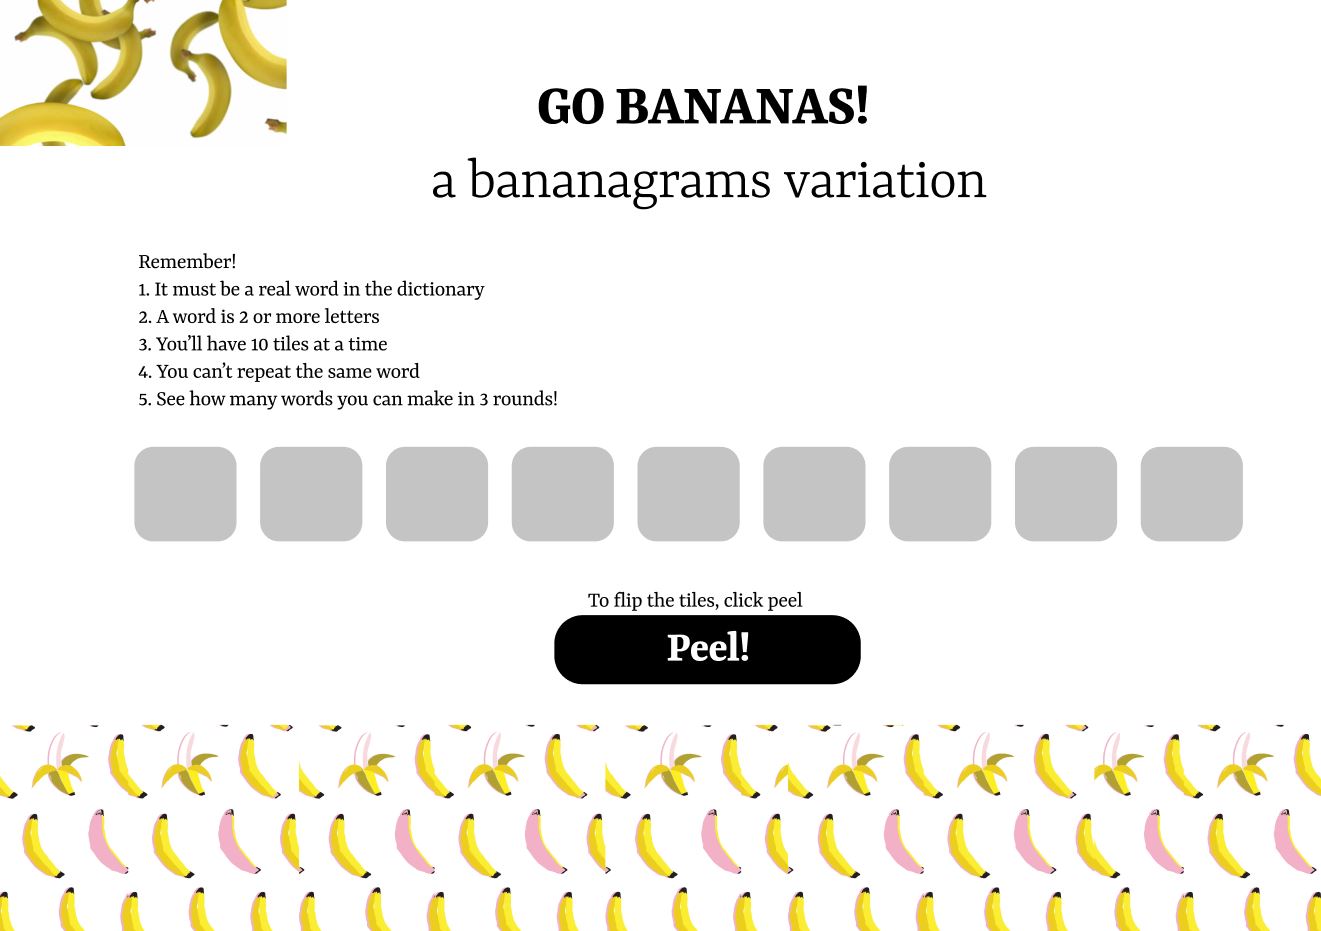 GO BANANAS!
a bananagrams variation
Remember!
1. It must be a real word in the dictionary
2. A word is 2 or more letters
3. You’ll have 10 tiles at a time
4. You can’t repeat the same word
5. See how many words you can make in 3 rounds!
To flip the tiles, click peel
Peel!